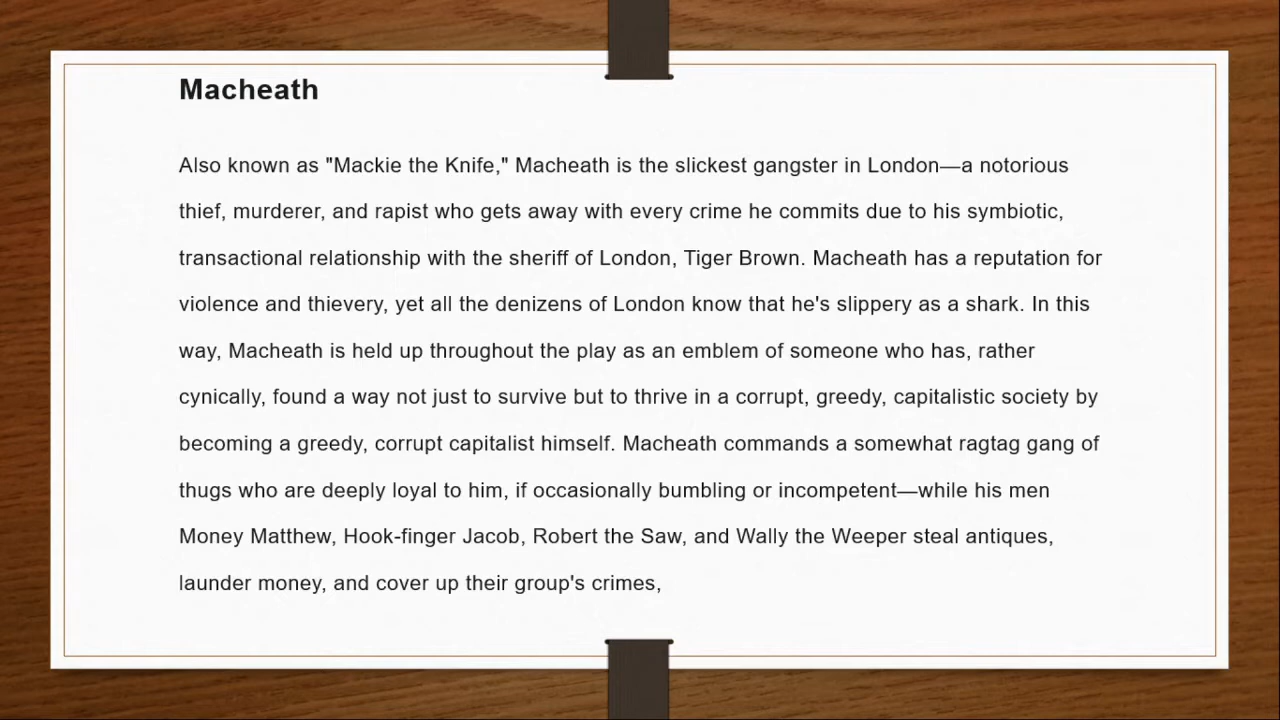 Macheath
Also known as "Mackie the Knife," Macheath is the slickest gangster in London—a notorious
thief, murderer, and rapist who gets away with every crime he commits due to his symbiotic,
transactional relationship with the sheriff of London, Tiger Brown. Macheath has a reputation for
violence and thievery, yet all the denizens of London know that he's slippery as a shark. In this
way, Macheath is held up throughout the play as an emblem of someone who has, rather
cynically, found a way not just to survive but to thrive in a corrupt, greedy, capitalistic society by
becoming a greedy, corrupt capitalist himself. Macheath commands a somewhat ragtag gang of
thugs who are deeply loyal to him, if occasionally bumbling or incompetent—while his men
Money Matthew, Hook-finger Jacob, Robert the Saw, and Wally the Weeper steal antiques,
launder money, and cover up their group's crimes,